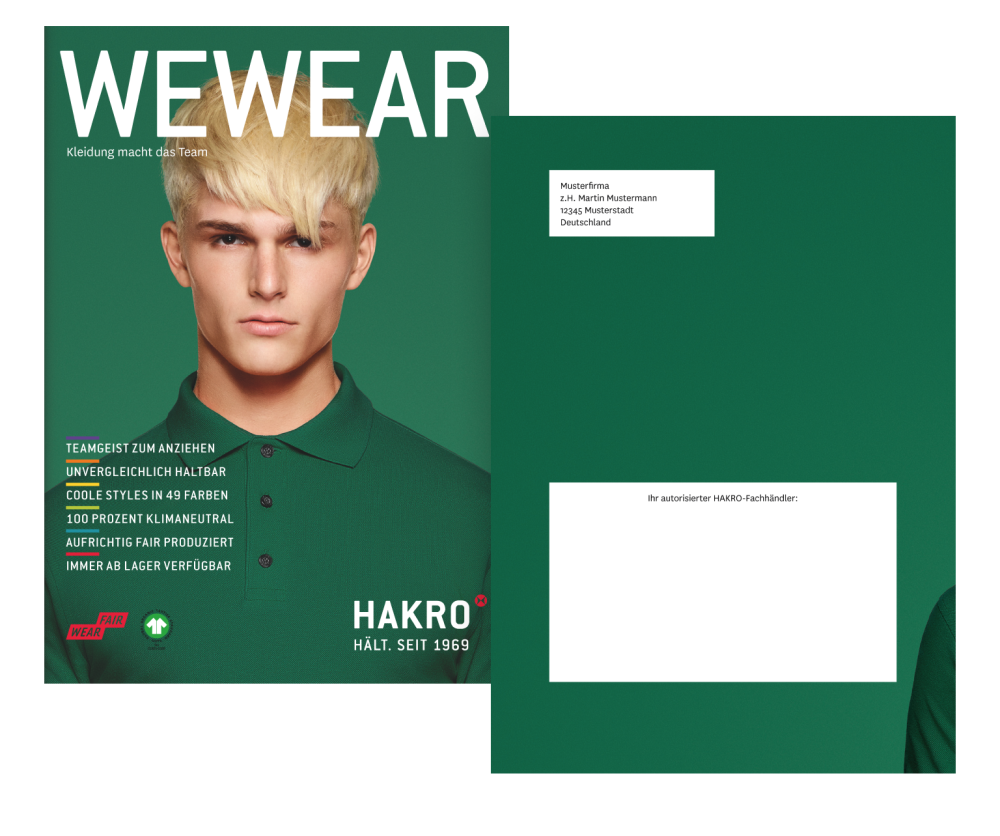 WEWEAR
Kleidung macht das Team
TEAMGEIST ZUM ANZIEHEN
UNVERGLEICHLICH HALTBAR
COOLE STYLES IN 49 FARBEN
100 PROZENT KLIMANEUTRAL
AUFRICHTIG FAIR PRODUZIERT
IMMER AB LAGER VERFÜGBAR
FAIR
WEAR
HAKRO
HÄLT. SEIT 1969
Musterfirma
z.H. Martin Mustermann
12345 Musterstadt
Deutschland
Ihr autorisierter HAKRO-Fachhändler: